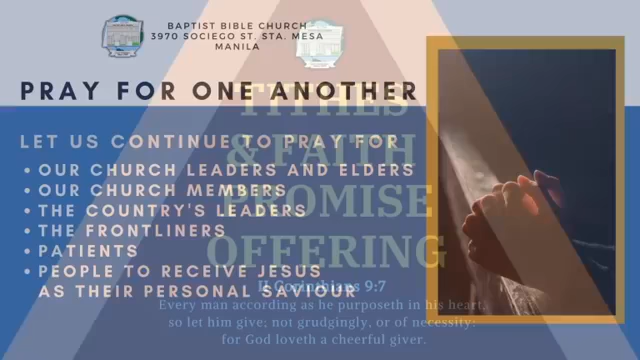 BAPTIST BIBLE CHURCH
3970 SOCIEGO ST. STA. MESA
MANILA
PRAY FOR ONE ANOTHER
LET US CONTINUE TO PRAY FOR
• OUR CHURCH LEADERS AND ELDERS
• OUR CHURCH MEMBERS
• THE COUNTRY'S LEADERS
• THE FRONTLINERS
• PATIENTS
• PEOPLE TO RECEIVE JESUS
AS THEIR PERSONAL SAVIOUR
TITHES
& FAITH
PROMISE
OFFERING
II Corinthians 9:7
Every man according as he purposeth in his heart,
so let him give; not grudgingly, or of necessity:
for God loveth a cheerful giver.